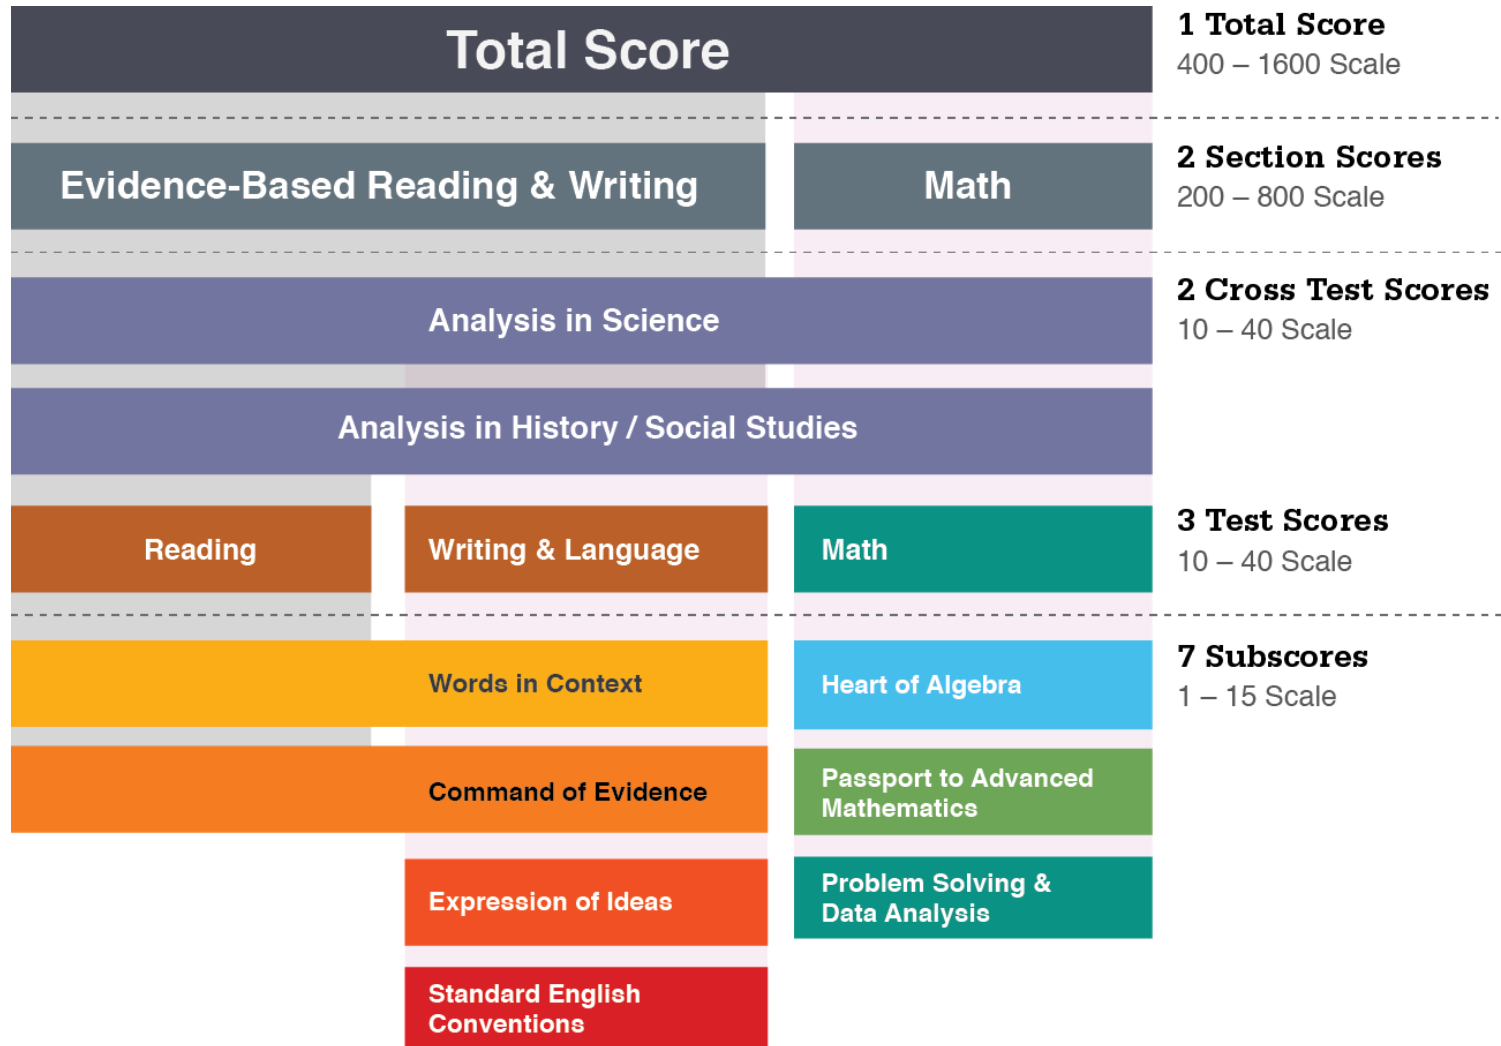 Total Score
1 Total Score
400 – 1600 Scale
Evidence-Based Reading & Writing
Math
2 Section Scores
200 – 800 Scale
Analysis in Science
2 Cross Test Scores
10 – 40 Scale
Analysis in History / Social Studies
Reading
Writing & Language
Math
3 Test Scores
10 – 40 Scale
Words in Context
Heart of Algebra
7 Subscores
1 – 15 Scale
Command of Evidence
Passport to Advanced
Mathematics
Expression of Ideas
Problem Solving &
Data Analysis
Standard English
Conventions